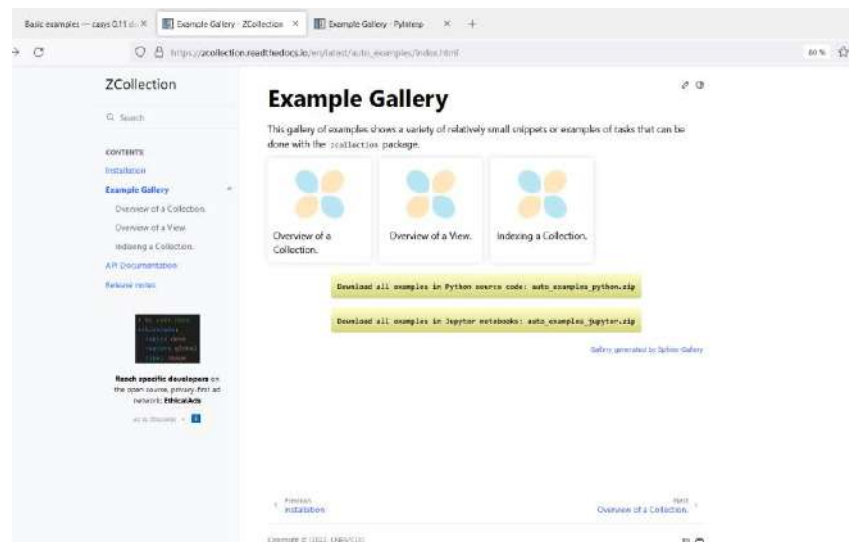 Basic examples — casys 0.11 d
Example Gallery - ZCollection
Example Gallery - PyInterp
https://zcollection.readthedocs.io/en/latest/auto_examples/index.html
80 %
ZCollection
Search
CONTENTS
Installation
Example Gallery
Overview of a Collection.
Overview of a View.
Indexing a Collection.
API Documentation
Release notes
Reach specific developers on
the open source, privacy-first ad
network: EthicalAds
Example Gallery
This gallery of examples shows a variety of relatively small snippets or examples of tasks that can be
done with the zcollection package.
Overview of a
Collection.
Overview of a View.
Indexing a Collection.
Download all examples in Python source code: auto_examples_python.zip
Download all examples in Jupyter notebooks: auto_examples_jupyter.zip
Gallery generated by Sphinx-Gallery
Previous
Installation
Next
Overview of a Collection.